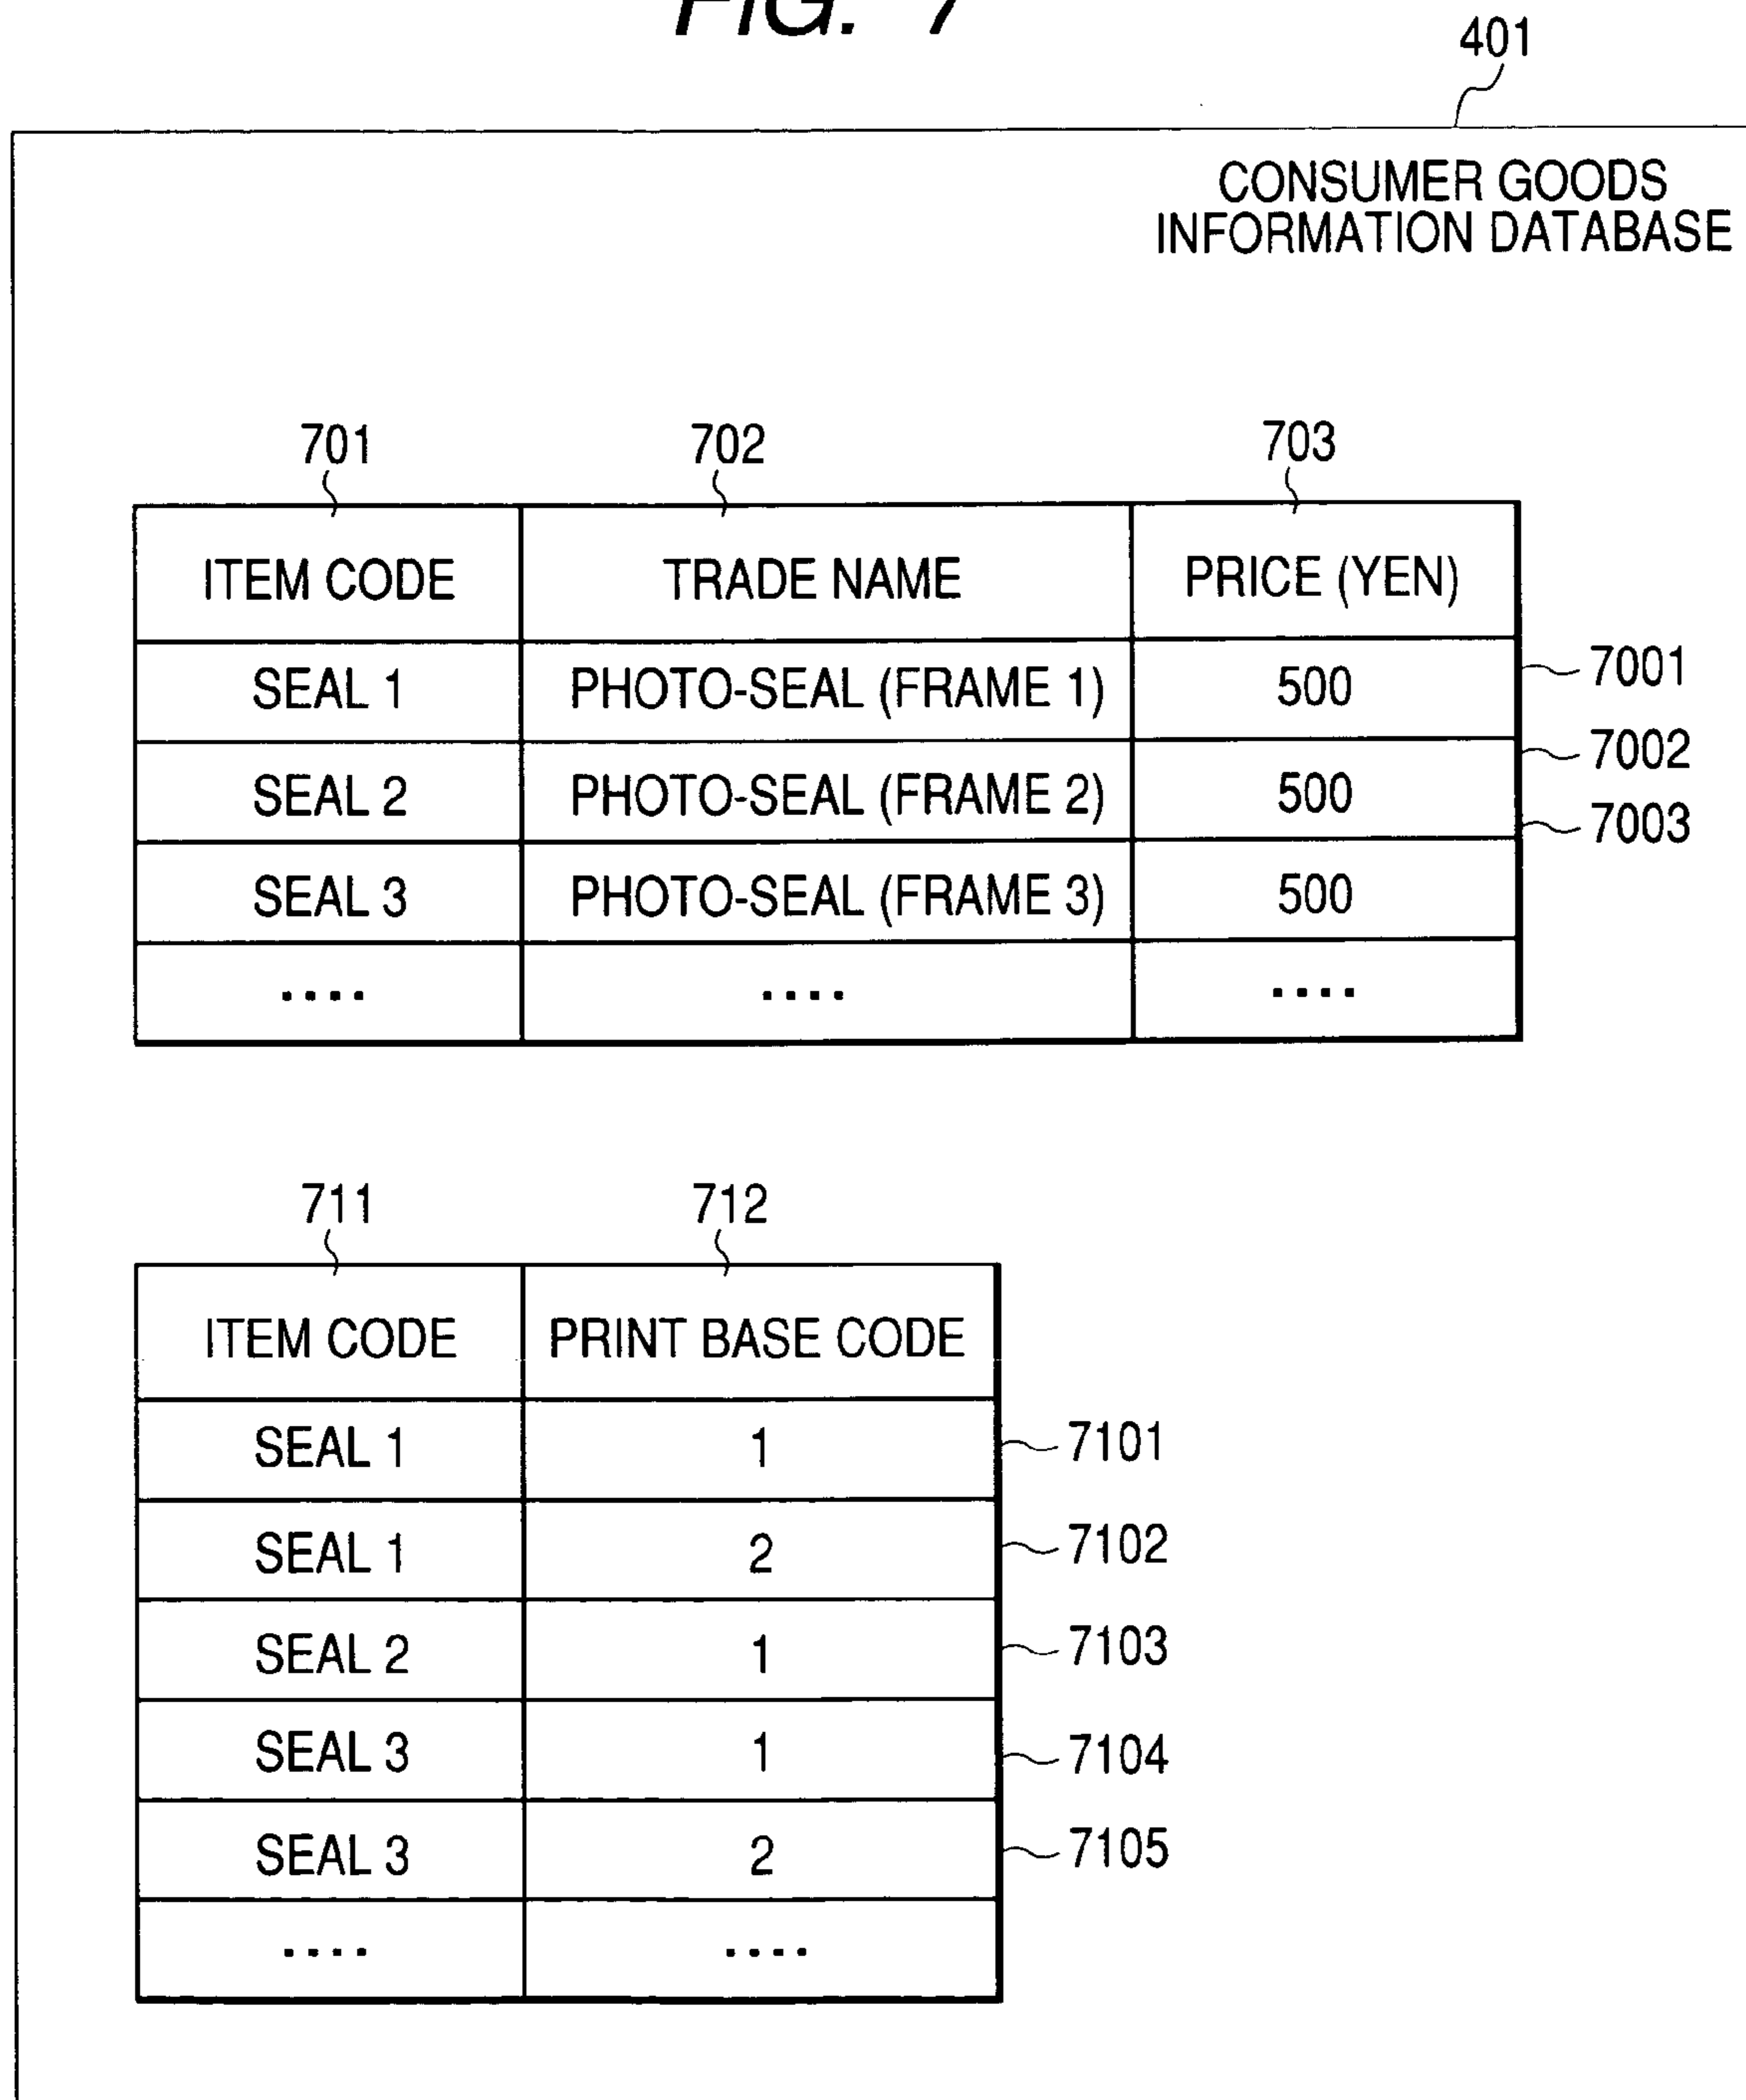 FIG. 7
401
CONSUMER GOODS
INFORMATION DATABASE
701 702 703
ITEM CODE TRADE NAME PRICE (YEN)
SEAL 1 PHOTO-SEAL (FRAME 1) 500 7001
SEAL 2 PHOTO-SEAL (FRAME 2) 500 7002
SEAL 3 PHOTO-SEAL (FRAME 3) 500 7003
.... .... ....
711 712
ITEM CODE PRINT BASE CODE
SEAL 1 1 7101
SEAL 1 2 7102
SEAL 2 1 7103
SEAL 3 1 7104
SEAL 3 2 7105
.... ....